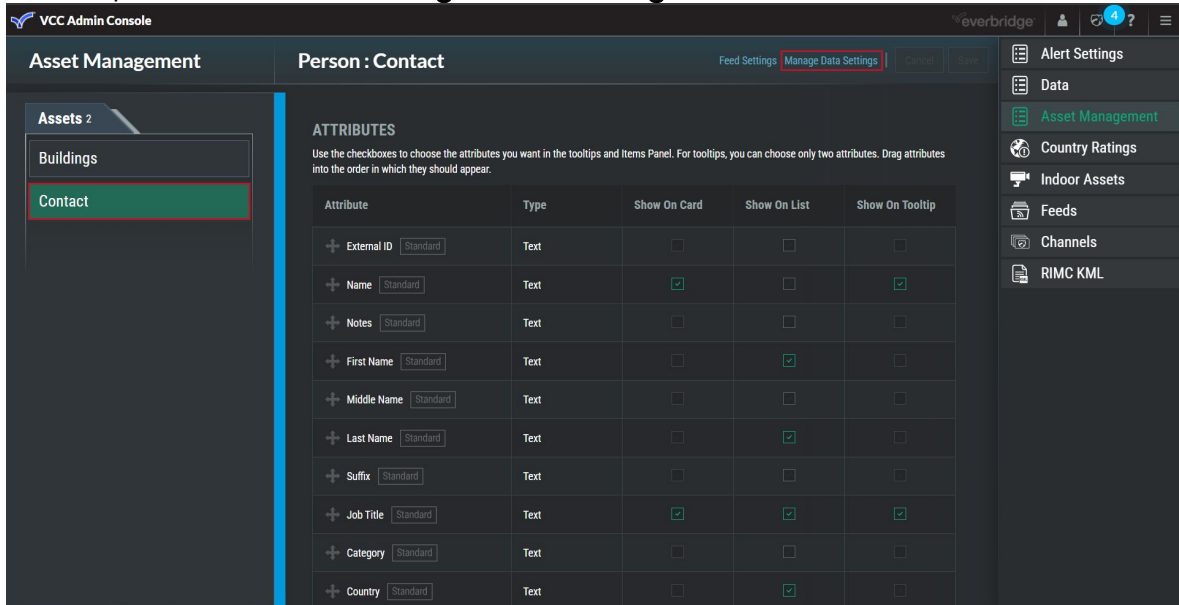 VCC Admin Console
everbridge
4
?
Asset Management
Person : Contact
Feed Settings
Manage Data Settings
Cancel
Save
Assets 2
Buildings
Contact
ATTRIBUTES
Use the checkboxes to choose the attributes you want in the tooltips and Items Panel. For tooltips, you can choose only two attributes. Drag attributes
into the order in which they should appear.
Attribute Type Show On Card Show On List Show On Tooltip
External ID Standard Text
Name Standard Text
Notes Standard Text
First Name Standard Text
Middle Name Standard Text
Last Name Standard Text
Suffix Standard Text
Job Title Standard Text
Category Standard Text
Country Standard Text
Alert Settings
Data
Asset Management
Country Ratings
Indoor Assets
Feeds
Channels
RIMC KML